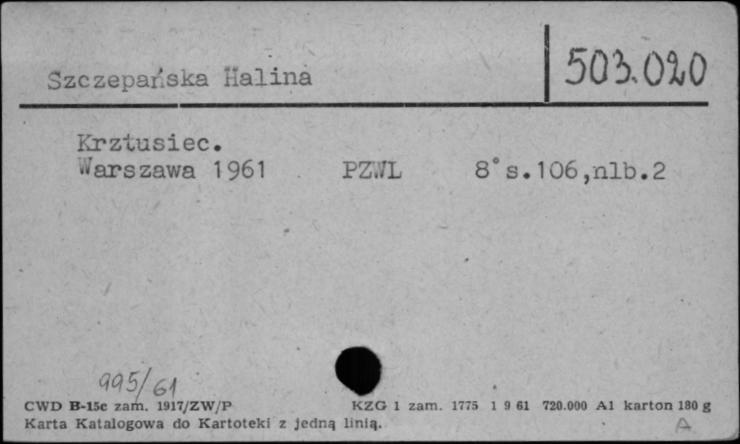 Szczepańska Halina 503.020
Krztusiec.
Warszawa 1961 PZWL 8° s.106,nlb.2
995/61
CWD B-15c zam. 1917/ZW/P KZG 1 zam. 1775 1 9 61 720.000 A1 karton 180 g
Karta Katalogowa do Kartoteki z jedną linią. A